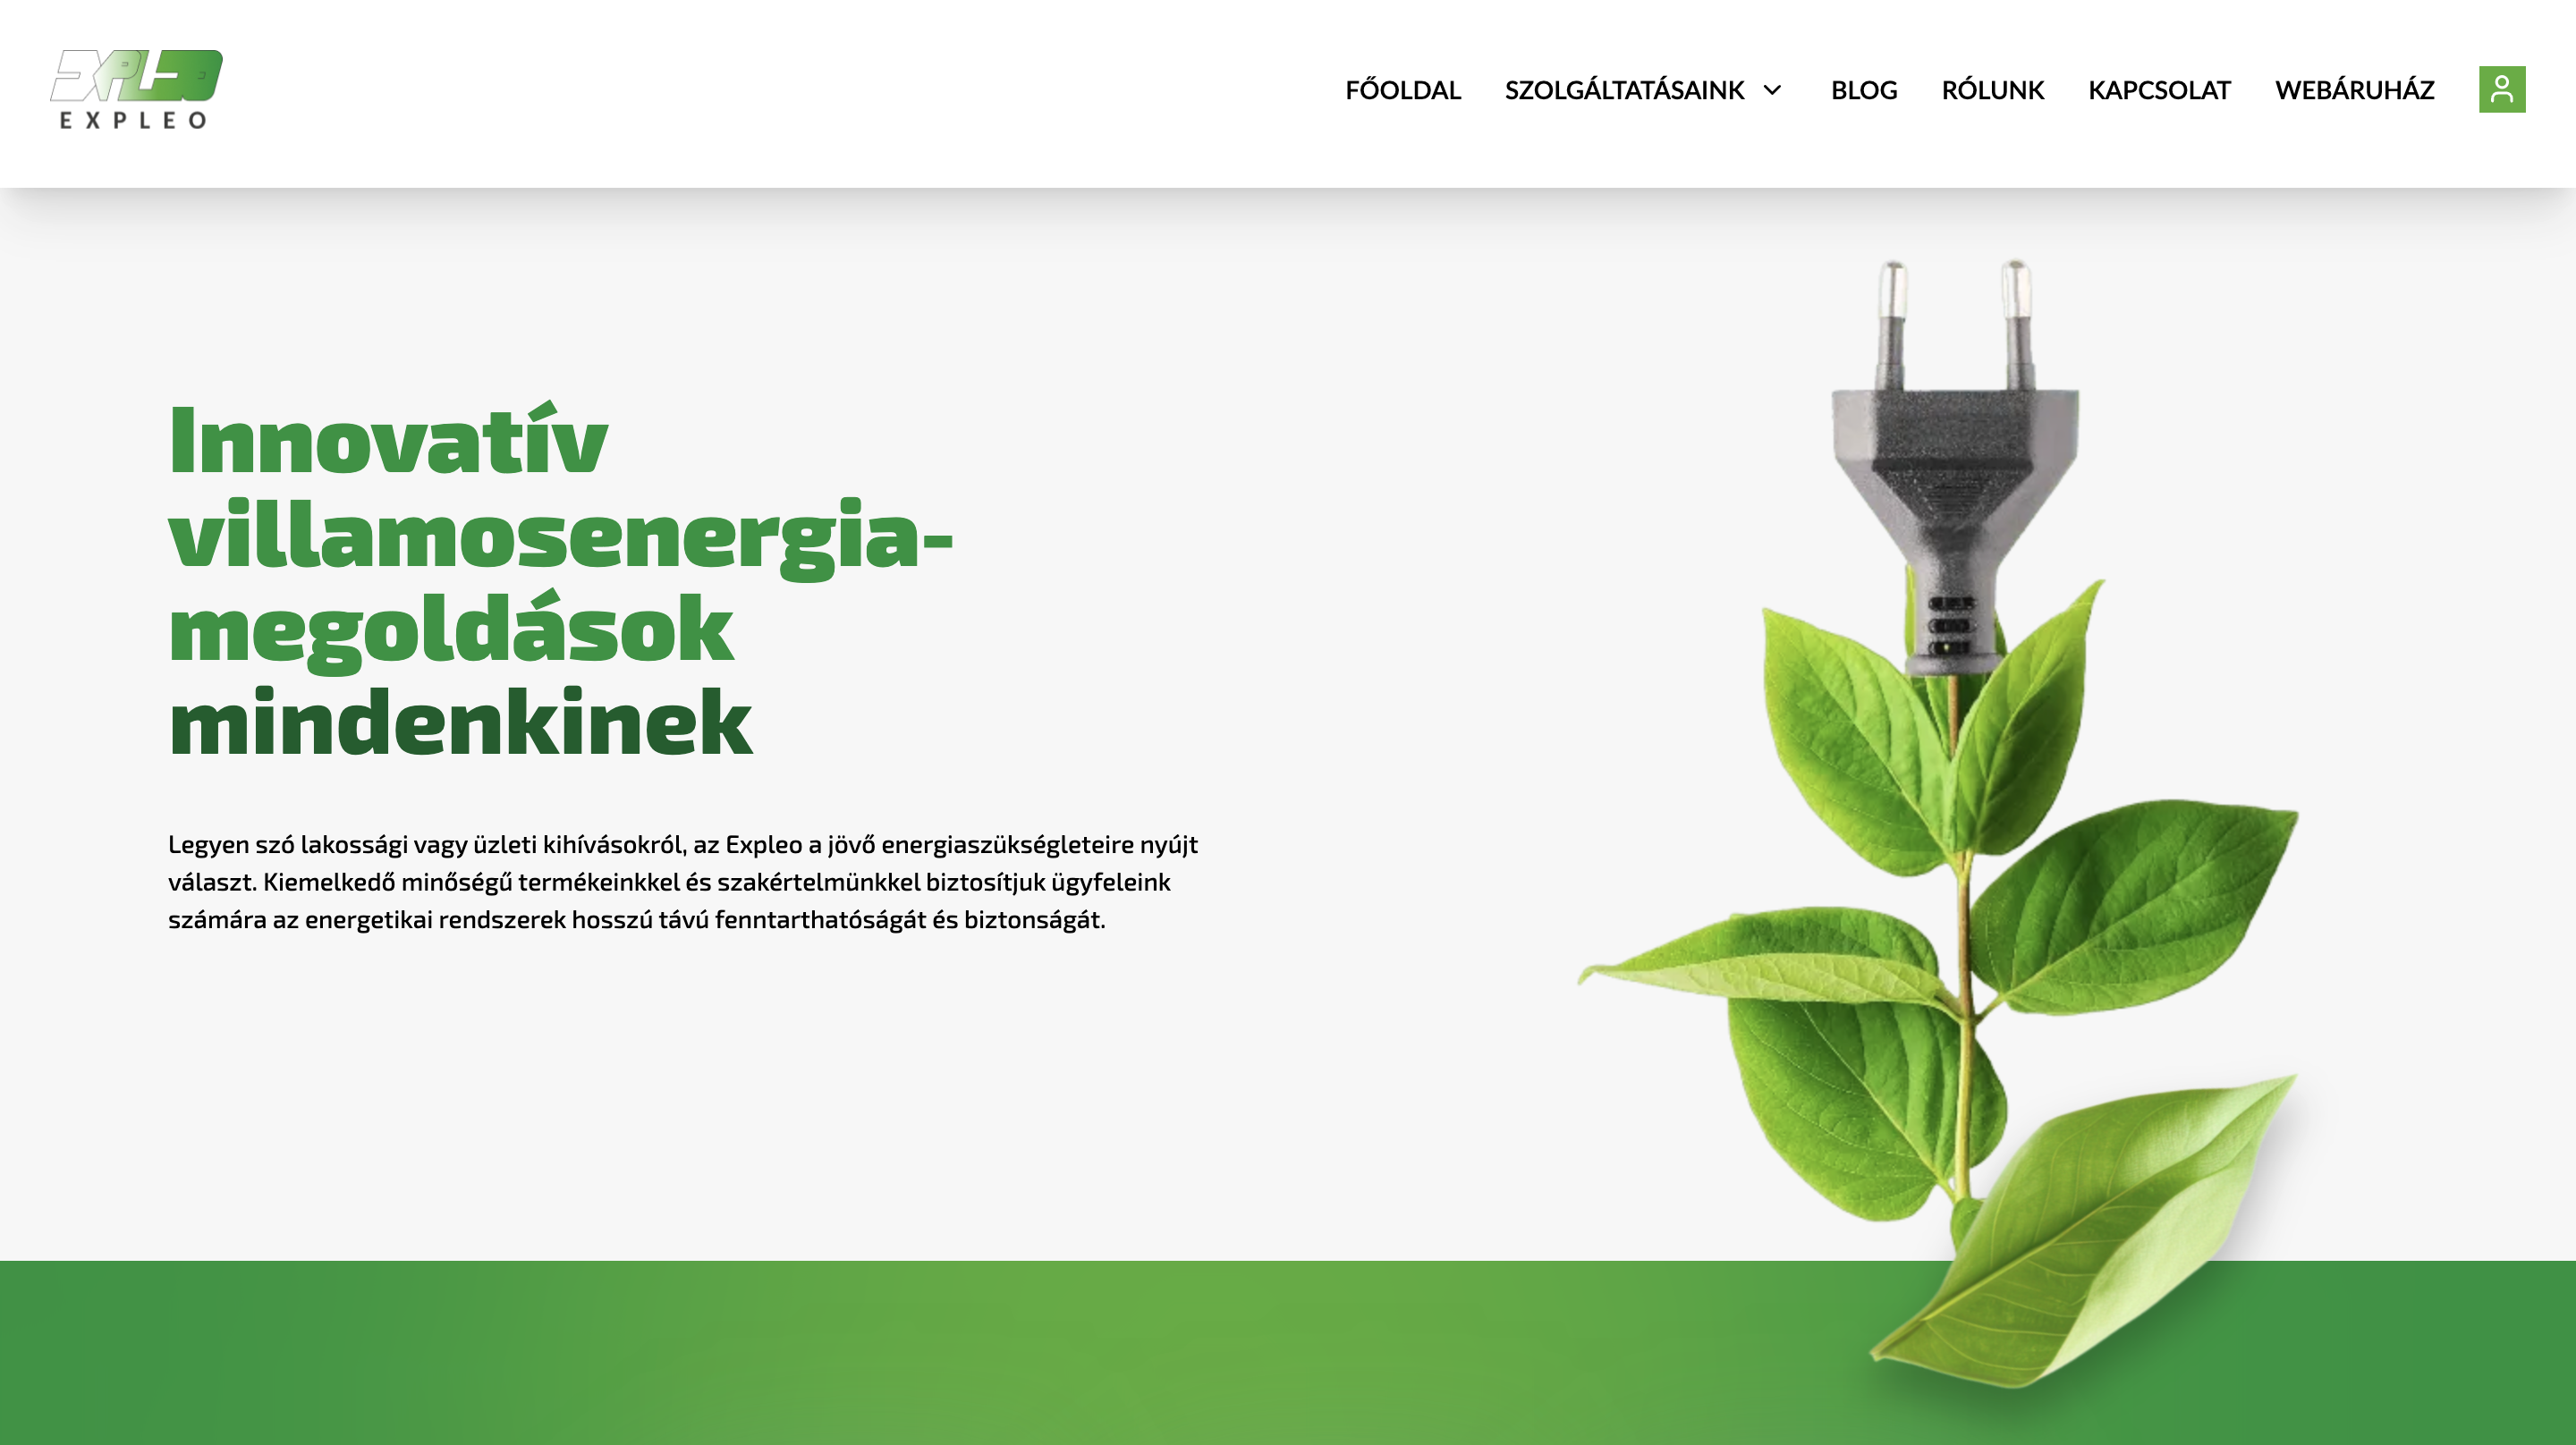 EXPLEO
EXPLEO
FŐOLDAL SZOLGÁLTATÁSAINK BLOG RÓLUNK KAPCSOLAT WEBÁRUHÁZ
Innovatív
villamosenergia-
megoldások
mindenkinek
Legyen szó lakossági vagy üzleti kihívásokról, az Expleo a jövő energiaszükségleteire nyújt
választ. Kiemelkedő minőségű termékeinkkel és szakértelmünkkel biztosítjuk ügyfeleink
számára az energetikai rendszerek hosszú távú fenntarthatóságát és biztonságát.